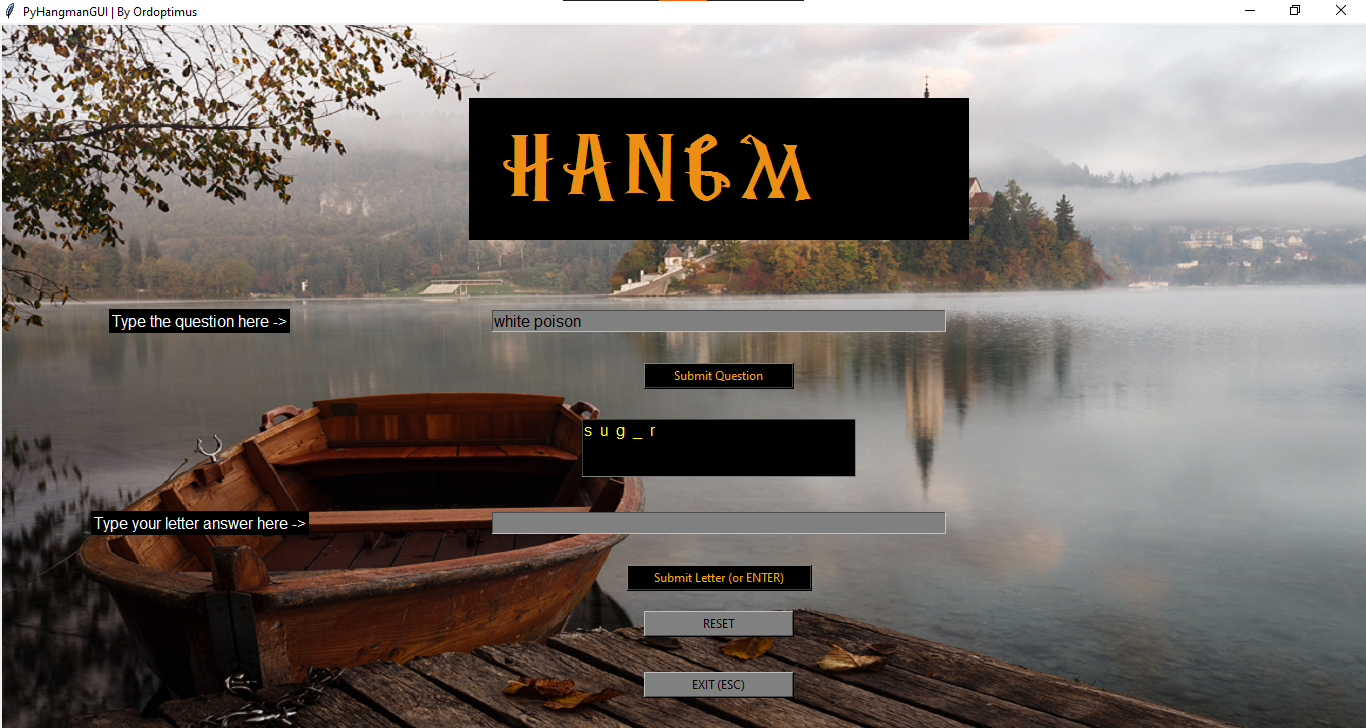 PyHangmanGUI | By Ordoptimus
HANGM
Type the question here -> white poison
Submit Question
s u g _ r
Type your letter answer here ->
Submit Letter (or ENTER)
RESET
EXIT (ESC)